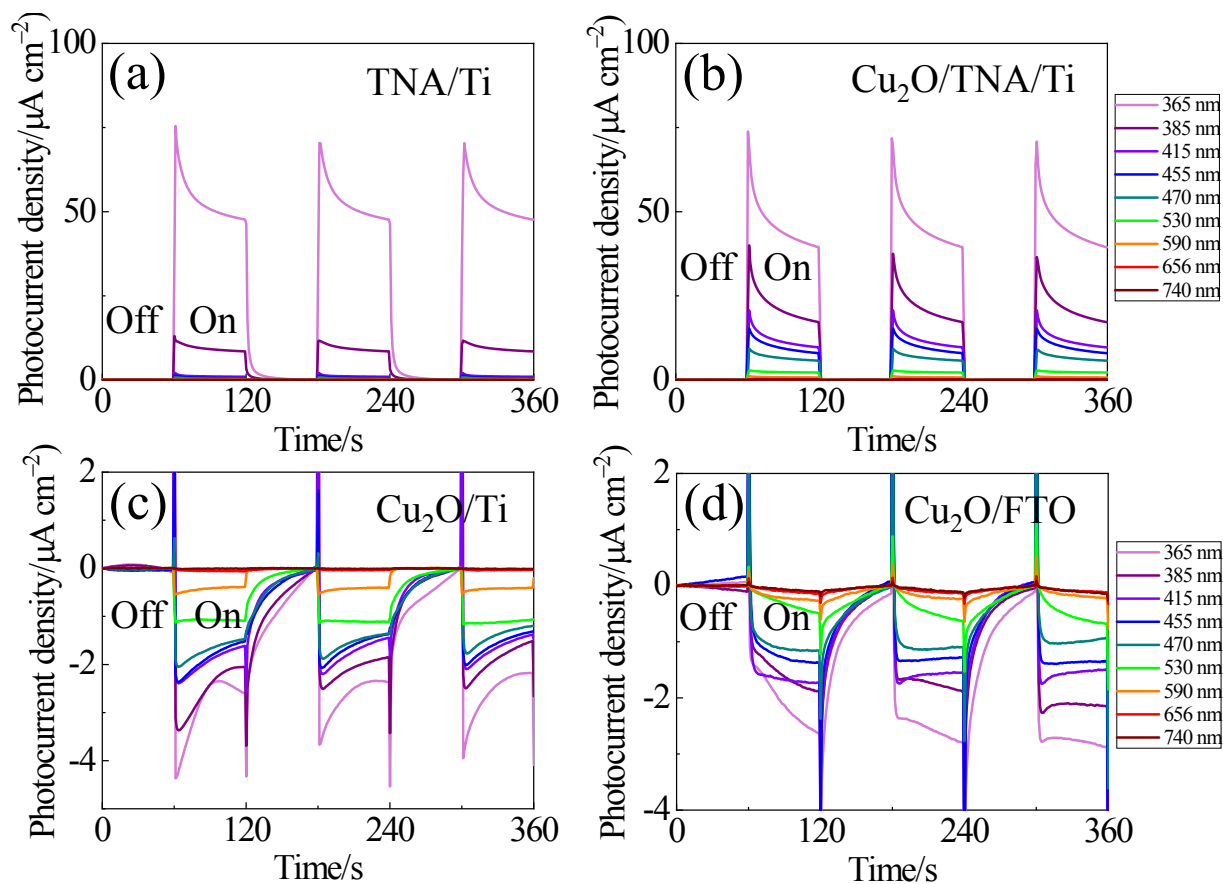 (a)
TNA/Ti
Photocurrent density/μA cm⁻²
100
50
0
Off
On
0
120
240
360
Time/s
(b)
Cu₂O/TNA/Ti
Photocurrent density/μA cm⁻²
100
50
0
Off
On
0
120
240
360
Time/s
365 nm
385 nm
415 nm
455 nm
470 nm
530 nm
590 nm
656 nm
740 nm
(c)
Cu₂O/Ti
Photocurrent density/μA cm⁻²
2
0
-2
-4
Off
On
0
120
240
360
Time/s
(d)
Cu₂O/FTO
Photocurrent density/μA cm⁻²
2
0
-2
-4
Off
On
0
120
240
360
Time/s
365 nm
385 nm
415 nm
455 nm
470 nm
530 nm
590 nm
656 nm
740 nm